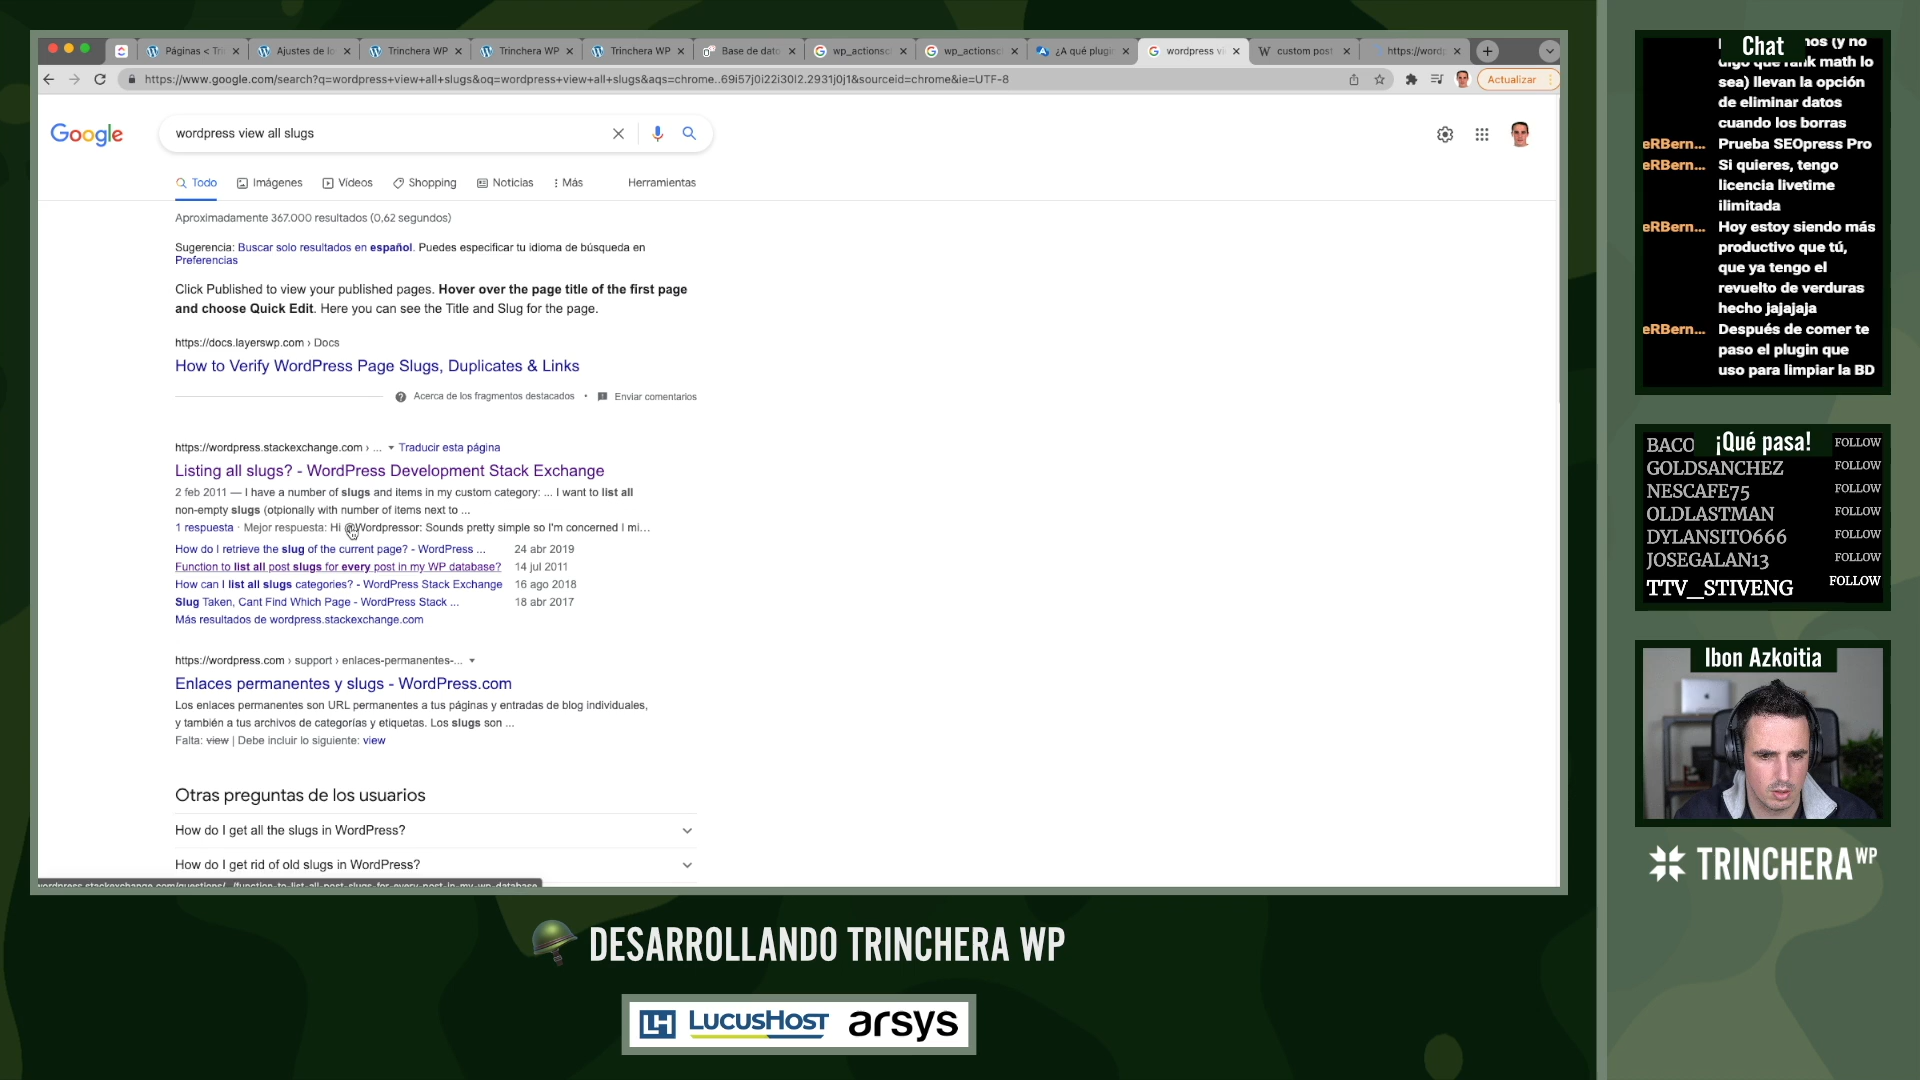 Páginas < Tri
Ajustes de lo
Trinchera WP
Trinchera WP
Trinchera WP
Base de dato
wp_actionsc
wp_actionsc
¿A qué plugi
wordpress vi
W custom post
https://wordp
https://www.google.com/search?q=wordpress+view+all+slugs&oq=wordpress+view+all+slugs&aqs=chrome..69i57j0i22i30l2.2931j0j1&sourceid=chrome&ie=UTF-8
Actualizar
Google
wordpress view all slugs
Todo
Imágenes
Vídeos
Shopping
Noticias
Más
Herramientas
Aproximadamente 367.000 resultados (0,62 segundos)
Sugerencia: Buscar solo resultados en español. Puedes especificar tu idioma de búsqueda en
Preferencias
Click Published to view your published pages. Hover over the page title of the first page
and choose Quick Edit. Here you can see the Title and Slug for the page.
https://docs.layerswp.com › Docs
How to Verify WordPress Page Slugs, Duplicates & Links
Acerca de los fragmentos destacados • Enviar comentarios
https://wordpress.stackexchange.com › ... Traducir esta página
Listing all slugs? - WordPress Development Stack Exchange
2 feb 2011 — I have a number of slugs and items in my custom category: ... I want to list all
non-empty slugs (otpionally with number of items next to ...
1 respuesta · Mejor respuesta: Hi @Wordpressor: Sounds pretty simple so I'm concerned I mi...
How do I retrieve the slug of the current page? - WordPress ... 24 abr 2019
Function to list all post slugs for every post in my WP database? 14 jul 2011
How can I list all slugs categories? - WordPress Stack Exchange 16 ago 2018
Slug Taken, Cant Find Which Page - WordPress Stack ... 18 abr 2017
Más resultados de wordpress.stackexchange.com
https://wordpress.com › support › enlaces-permanentes-...
Enlaces permanentes y slugs - WordPress.com
Los enlaces permanentes son URL permanentes a tus páginas y entradas de blog individuales,
y también a tus archivos de categorías y etiquetas. Los slugs son ...
Falta: view | Debe incluir lo siguiente: view
Otras preguntas de los usuarios
How do I get all the slugs in WordPress?
How do I get rid of old slugs in WordPress?
Chat
nos (y no
digo que rank math lo
sea) llevan la opción
de eliminar datos
cuando los borras
eRBern... Prueba SEOpress Pro
eRBern... Si quieres, tengo
licencia livetime
ilimitada
eRBern... Hoy estoy siendo más
productivo que tú,
que ya tengo el
revuelto de verduras
hecho jajajaja
eRBern... Después de comer te
paso el plugin que
uso para limpiar la BD
¡Qué pasa!
BACO FOLLOW
GOLDSANCHEZ FOLLOW
NESCAFE75 FOLLOW
OLDLASTMAN FOLLOW
DYLANSITO666 FOLLOW
JOSEGALAN13 FOLLOW
TTV_STIVENG FOLLOW
Ibon Azkoitia
TRINCHERA WP
DESARROLLANDO TRINCHERA WP
LH LUCUSHOST arsys